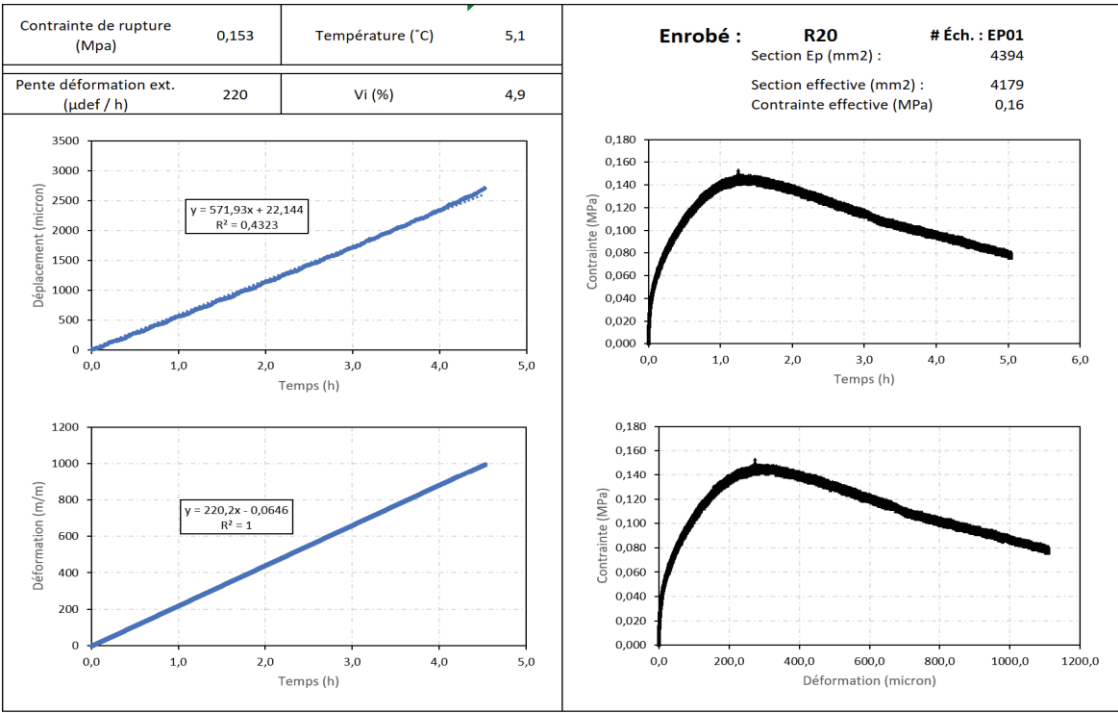 Contrainte de rupture
(Mpa)
0,153
Température (˚C)
5,1
Pente déformation ext.
(µdef / h)
220
Vi (%)
4,9
Enrobé :
R20
# Éch. : EP01
Section Ep (mm2) :
4394
Section effective (mm2) :
4179
Contrainte effective (MPa)
0,16
3500
3000
2500
2000
1500
1000
500
0
Déplacement (micron)
y = 571,93x + 22,144
R² = 0,4323
0,0
1,0
2,0
3,0
4,0
5,0
Temps (h)
0,180
0,160
0,140
0,120
0,100
0,080
0,060
0,040
0,020
0,000
Contrainte (MPa)
0,0
1,0
2,0
3,0
4,0
5,0
6,0
Temps (h)
1200
1000
800
600
400
200
0
Déformation (m/m)
y = 220,2x - 0,0646
R² = 1
0,0
1,0
2,0
3,0
4,0
5,0
Temps (h)
0,180
0,160
0,140
0,120
0,100
0,080
0,060
0,040
0,020
0,000
Contrainte (MPa)
0,0
200,0
400,0
600,0
800,0
1000,0
1200,0
Déformation (micron)